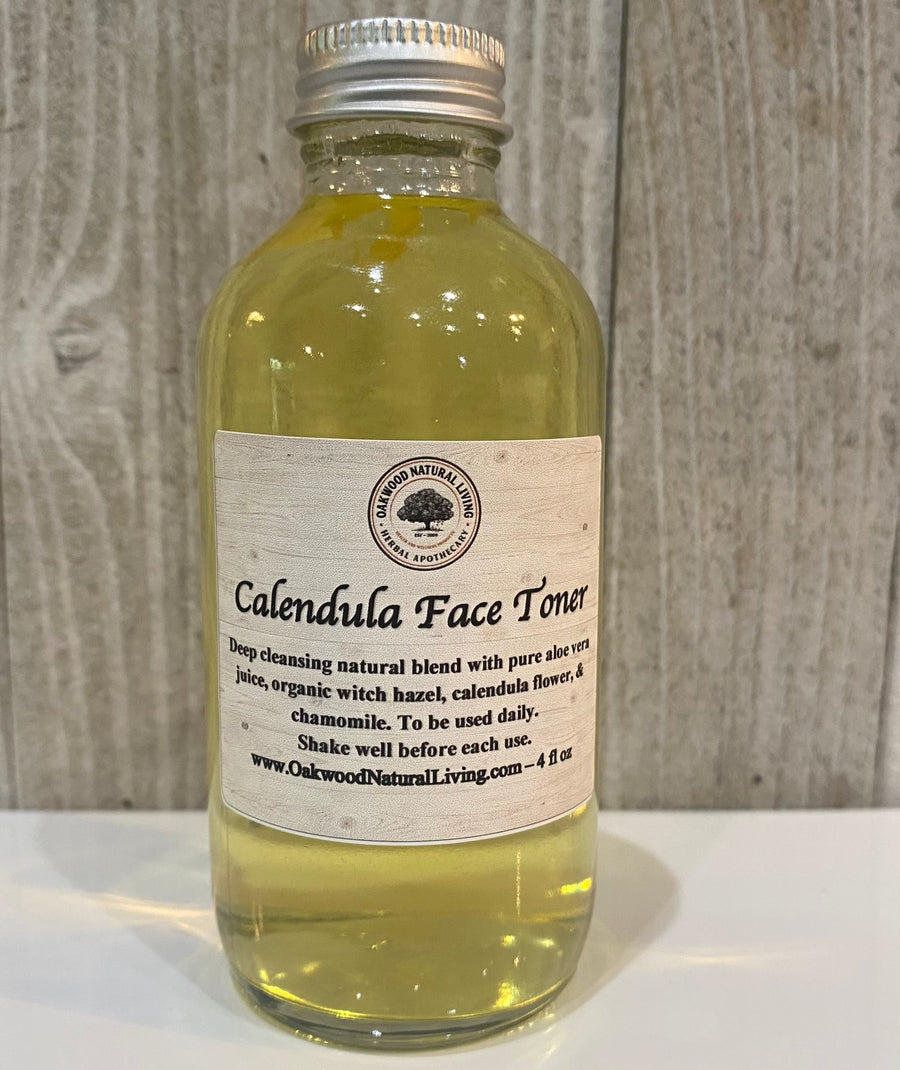 OAKWOOD NATURAL LIVING
EST – 2009
HERBAL APOTHECARY
Calendula Face Toner
Deep cleansing natural blend with pure aloe vera
juice, organic witch hazel, calendula flower, &
chamomile. To be used daily.
Shake well before each use.
www.OakwoodNaturalLiving.com – 4 fl oz